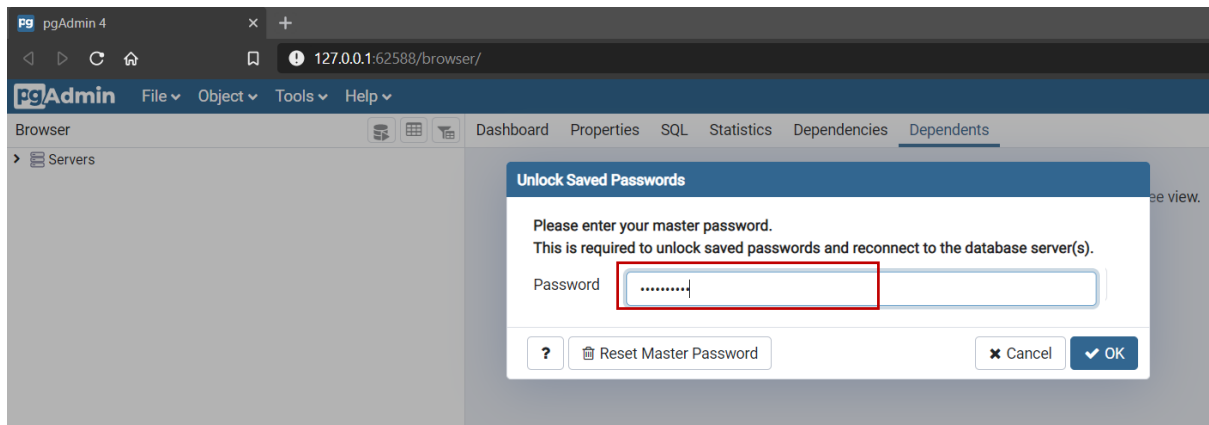 pgAdmin 4
127.0.0.1:62588/browser/
pgAdmin File Object Tools Help
Browser
Dashboard Properties SQL Statistics Dependencies Dependents
Servers
Unlock Saved Passwords
ee view.
Please enter your master password.
This is required to unlock saved passwords and reconnect to the database server(s).
Password ••••••••••
? Reset Master Password Cancel OK